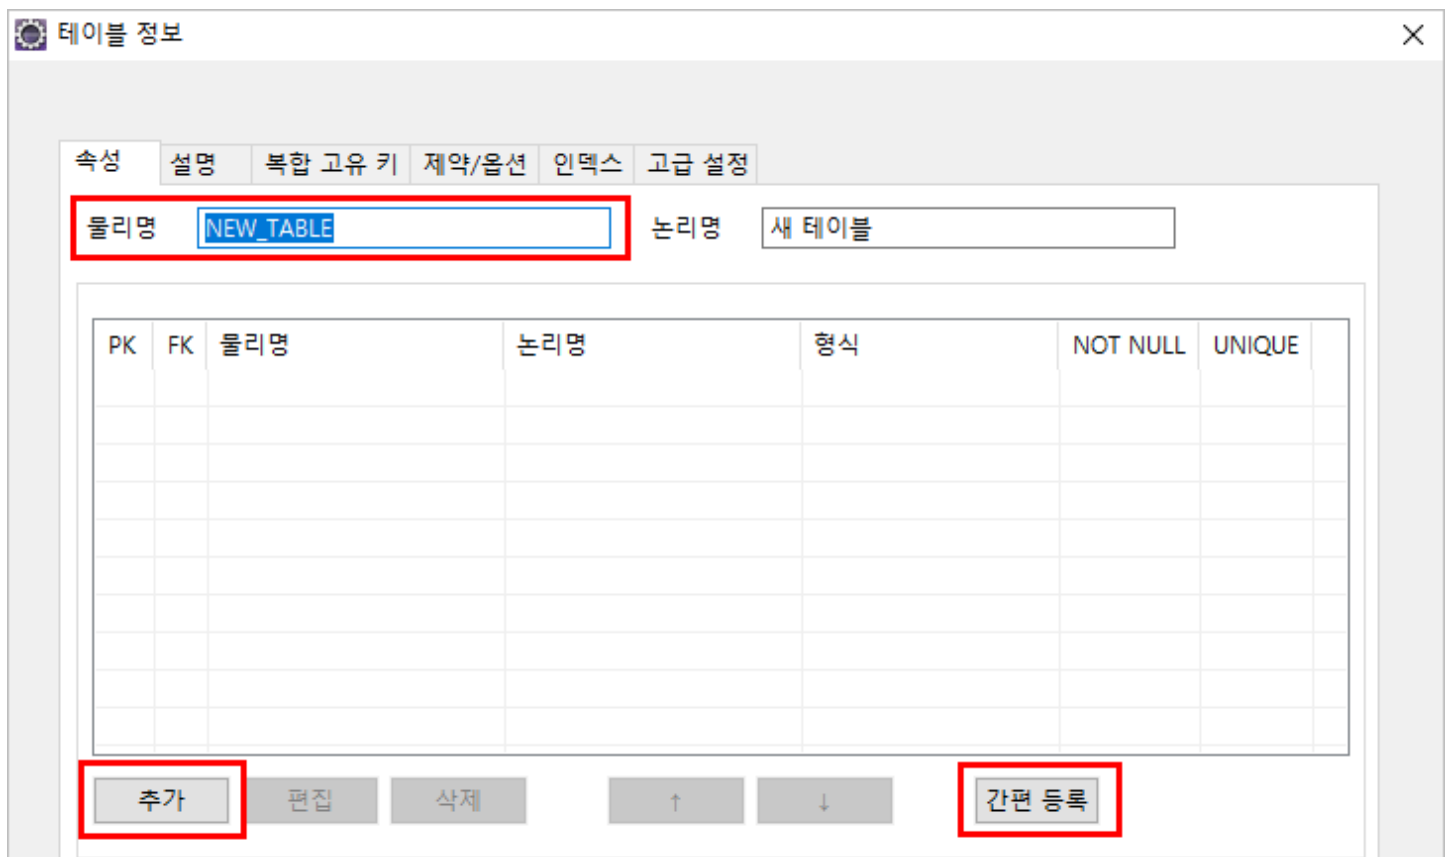 테이블 정보
속성 설명 복합 고유 키 제약/옵션 인덱스 고급 설정
물리명 NEW_TABLE 논리명 새 테이블
PK FK 물리명 논리명 형식 NOT NULL UNIQUE
추가 편집 삭제 ↑ ↓ 간편 등록